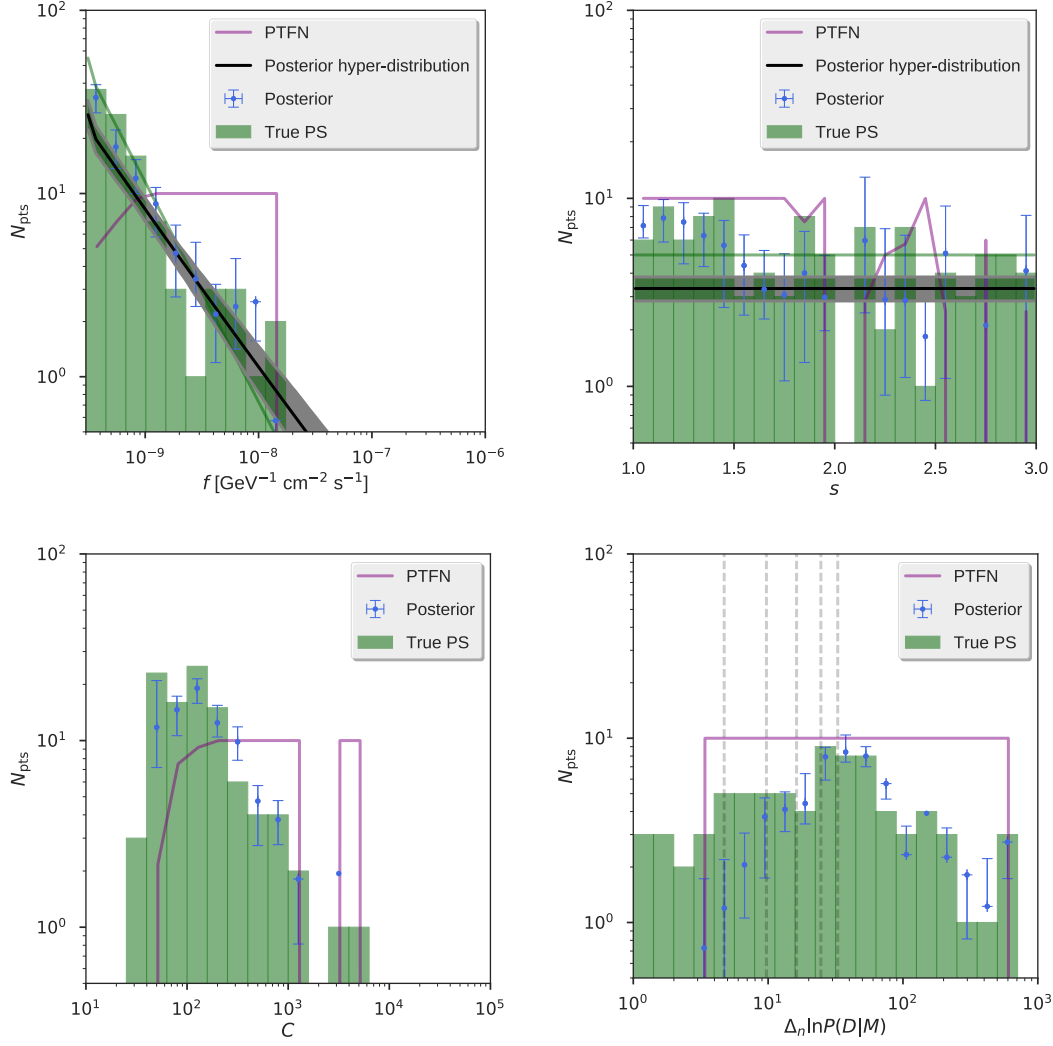 10²
PTFN
Posterior hyper-distribution
Posterior
True PS
10¹
N_pts
10⁰
10⁻⁹ 10⁻⁸ 10⁻⁷ 10⁻⁶
f [GeV⁻¹ cm⁻² s⁻¹]
10²
PTFN
Posterior hyper-distribution
Posterior
True PS
10¹
N_pts
10⁰
1.0 1.5 2.0 2.5 3.0
s
10²
PTFN
Posterior
True PS
10¹
N_pts
10⁰
10¹ 10² 10³ 10⁴ 10⁵
C
10²
PTFN
Posterior
True PS
10¹
N_pts
10⁰
10⁰ 10¹ 10² 10³
Δₙ lnP(D|M)